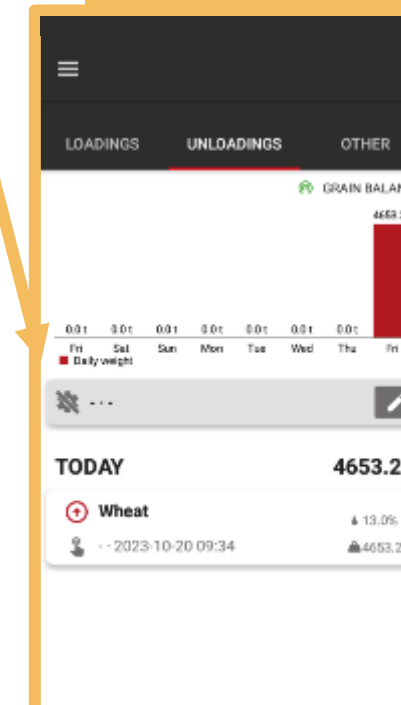 LOADINGS UNLOADINGS OTHER
GRAIN BALAN
4653.2
0.0 t 0.0 t 0.0 t 0.0 t 0.0 t 0.0 t 0.0 t
Fri Sat Sun Mon Tue Wed Thu Fri
Daily weight
- · -
TODAY 4653.2
Wheat 13.0%
- - 2023-10-20 09:34 4653.2